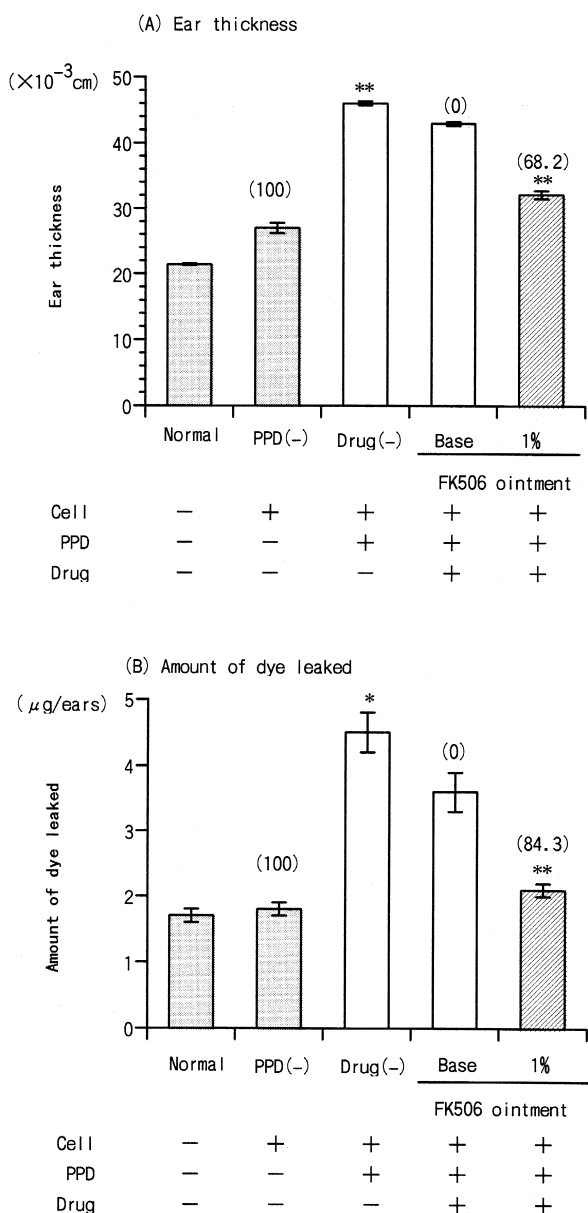 (A) Ear thickness
(×10⁻³cm)
50
**
(0)
40
(68.2)
**
(100)
30
Ear thickness
20
10
0
Normal PPD(−) Drug(−) Base 1%
FK506 ointment
Cell − + + + +
PPD − − + + +
Drug − − − + +
(B) Amount of dye leaked
(μg/ears)
5
*
(0)
4
(84.3)
**
3
(100)
Amount of dye leaked
2
1
0
Normal PPD(−) Drug(−) Base 1%
FK506 ointment
Cell − + + + +
PPD − − + + +
Drug − − − + +